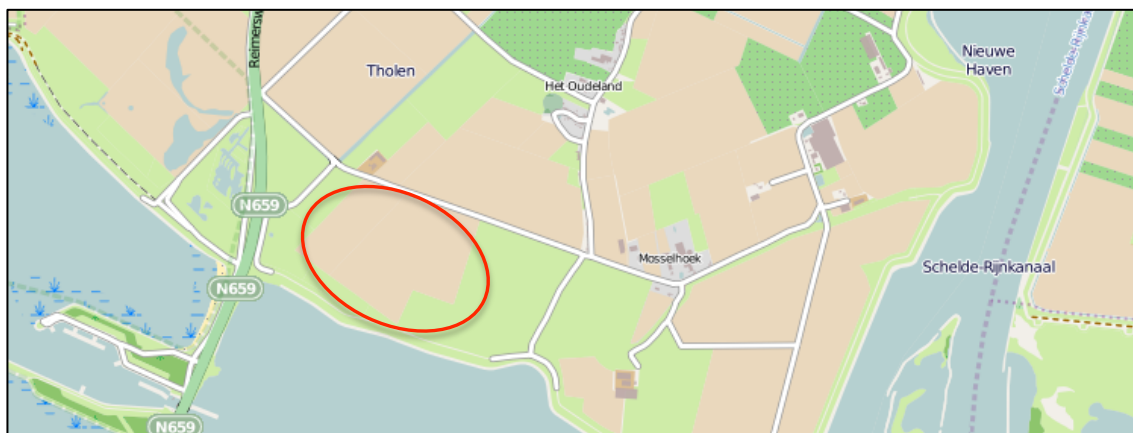 Reimersw
Tholen
Het Oudeland
Nieuwe
Haven
Schelde-Rijnkanaal
N659
Mosselhoek
Schelde-Rijnkanaal
N659
N659